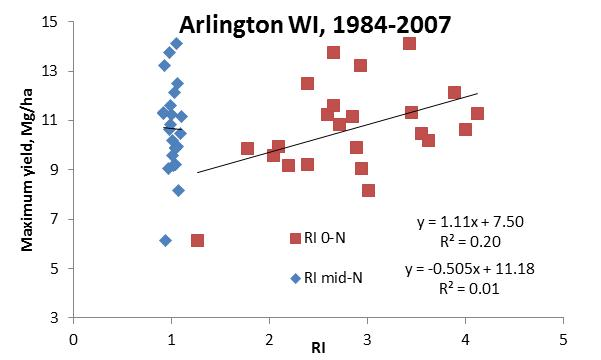 Arlington WI, 1984-2007
15
13
11
9
7
5
3
Maximum yield, Mg/ha
y = 1.11x + 7.50
R² = 0.20
RI 0-N
y = -0.505x + 11.18
R² = 0.01
RI mid-N
0 1 2 3 4 5
RI